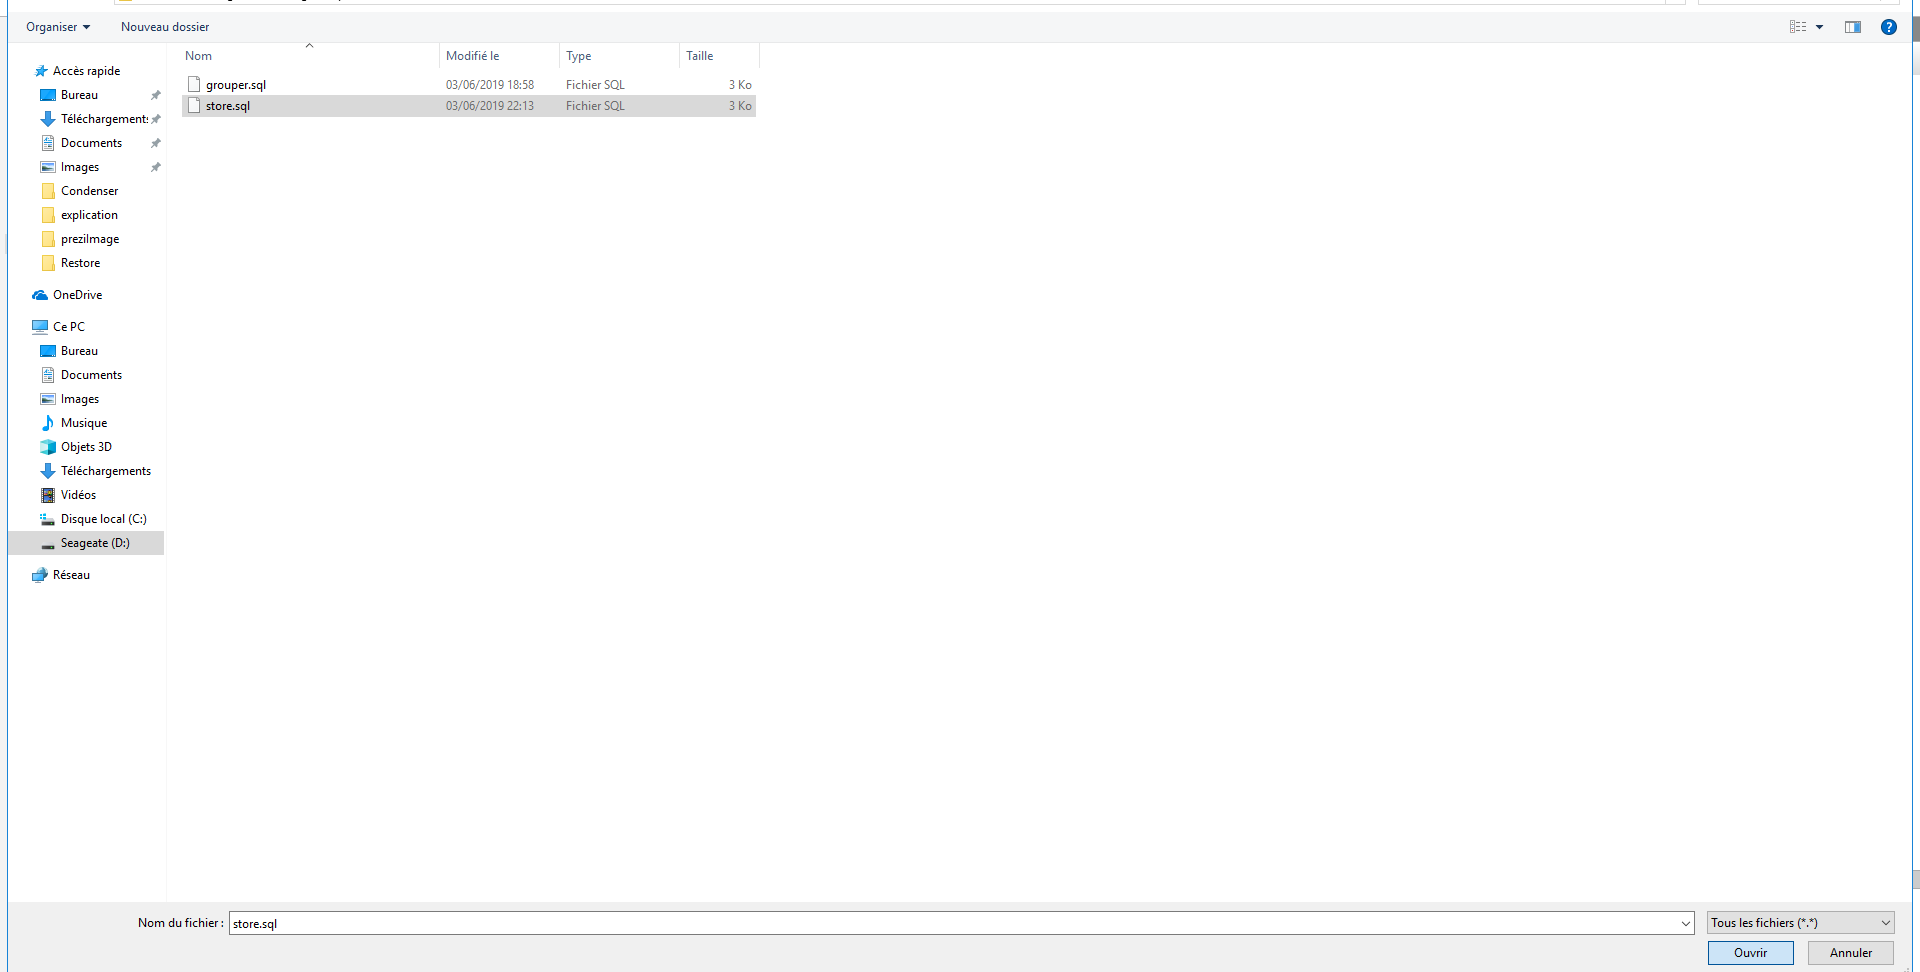 Organiser
Nouveau dossier
Nom
Modifié le
Type
Taille
grouper.sql 03/06/2019 18:58 Fichier SQL 3 Ko
store.sql 03/06/2019 22:13 Fichier SQL 3 Ko
Accès rapide
Bureau
Téléchargements
Documents
Images
Condenser
explication
preziImage
Restore
OneDrive
Ce PC
Bureau
Documents
Images
Musique
Objets 3D
Téléchargements
Vidéos
Disque local (C:)
Seageate (D:)
Réseau
Nom du fichier : store.sql
Tous les fichiers (*.*)
Ouvrir
Annuler